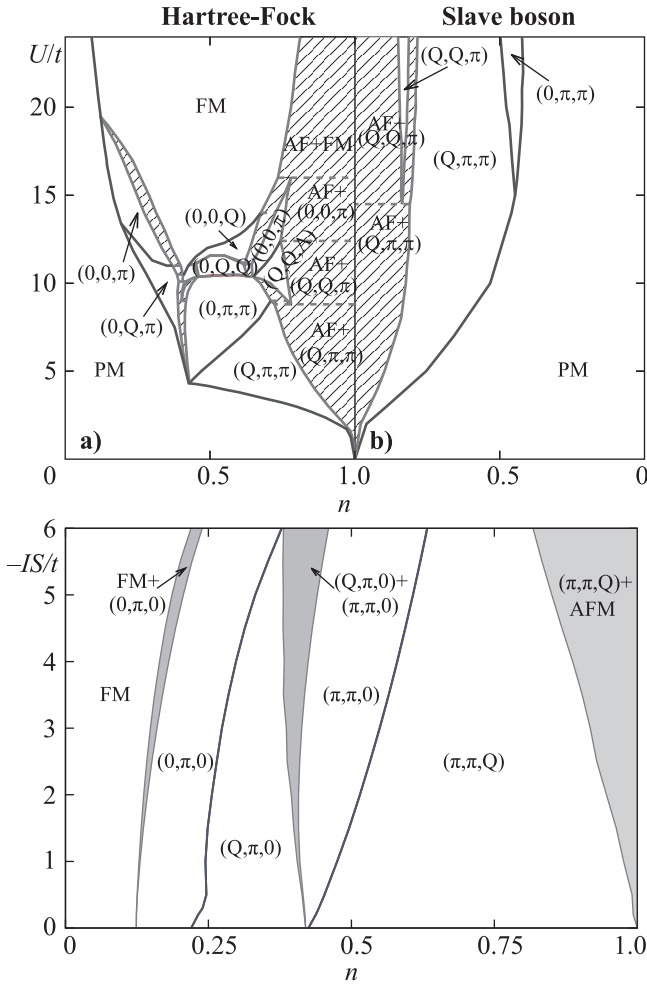 Hartree-Fock Slave boson
U/t
20
15
10
5
0
FM
AF+FM
AF+
(Q,Q,π)
(Q,Q,π)
(0,π,π)
(Q,π,π)
AF+
(0,0,π)
AF+
(Q,π,π)
(0,0,Q)
(0,0,π)
(Q,Q,π)
(0,Q,Q)
(0,0,π)
AF+
(Q,Q,π)
(0,Q,π)
(0,π,π)
AF+
(Q,π,π)
PM
(Q,π,π)
PM
a)
b)
0 0.5 1.0 0.5 0
n
6
–IS/t
5
4
3
2
1
0
FM+
(0,π,0)
(Q,π,0)+
(π,π,0)
(π,π,Q)+
AFM
FM
(π,π,0)
(0,π,0)
(π,π,Q)
(Q,π,0)
0 0.25 0.5 0.75 1.0
n